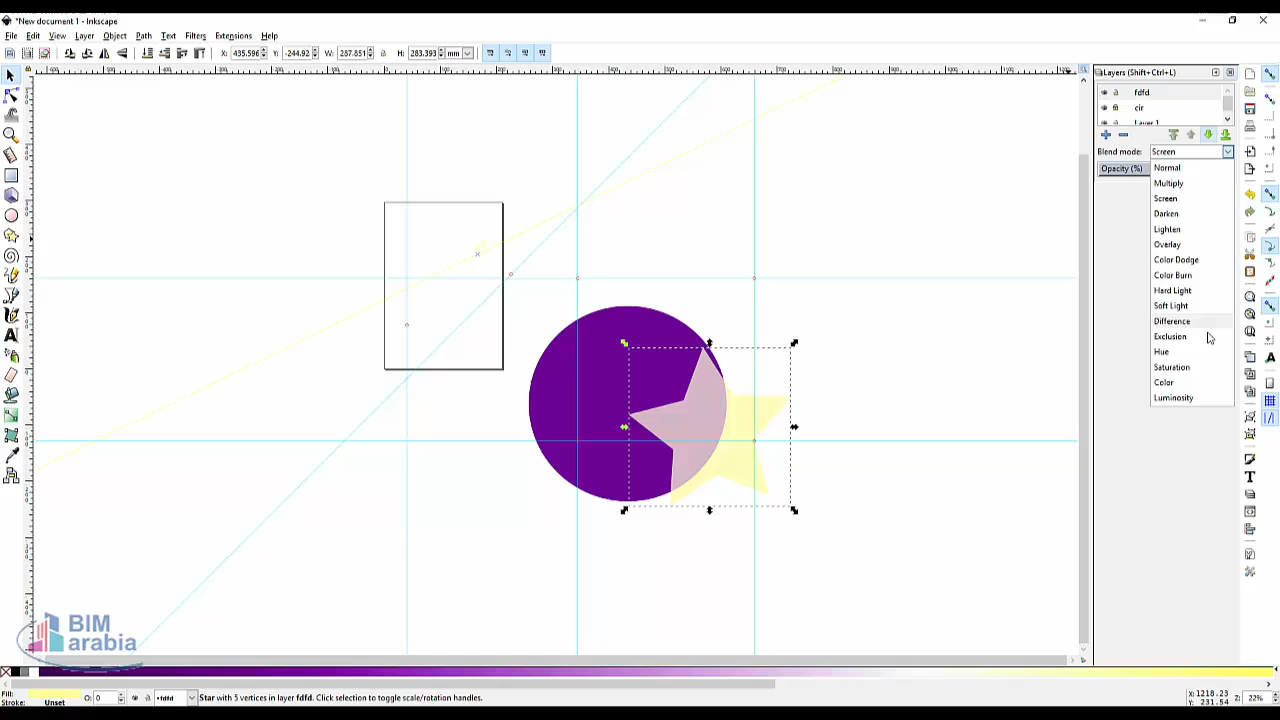 *New document 1 - Inkscape
File Edit View Layer Object Path Text Filters Extensions Help
X: 435.596 Y: -244.92 W: 287.851 H: 283.393 mm
Layers (Shift+Ctrl+L)
fdfd
cir
Layer 1
Blend mode: Screen
Opacity (%)
Normal
Multiply
Screen
Darken
Lighten
Overlay
Color Dodge
Color Burn
Hard Light
Soft Light
Difference
Exclusion
Hue
Saturation
Color
Luminosity
BIM
arabia
Fill:
Stroke: Unset
O: 0
•fdfd
Star with 5 vertices in layer fdfd. Click selection to toggle scale/rotation handles.
X: 1218.23
Y: 231.54
Z: 22%